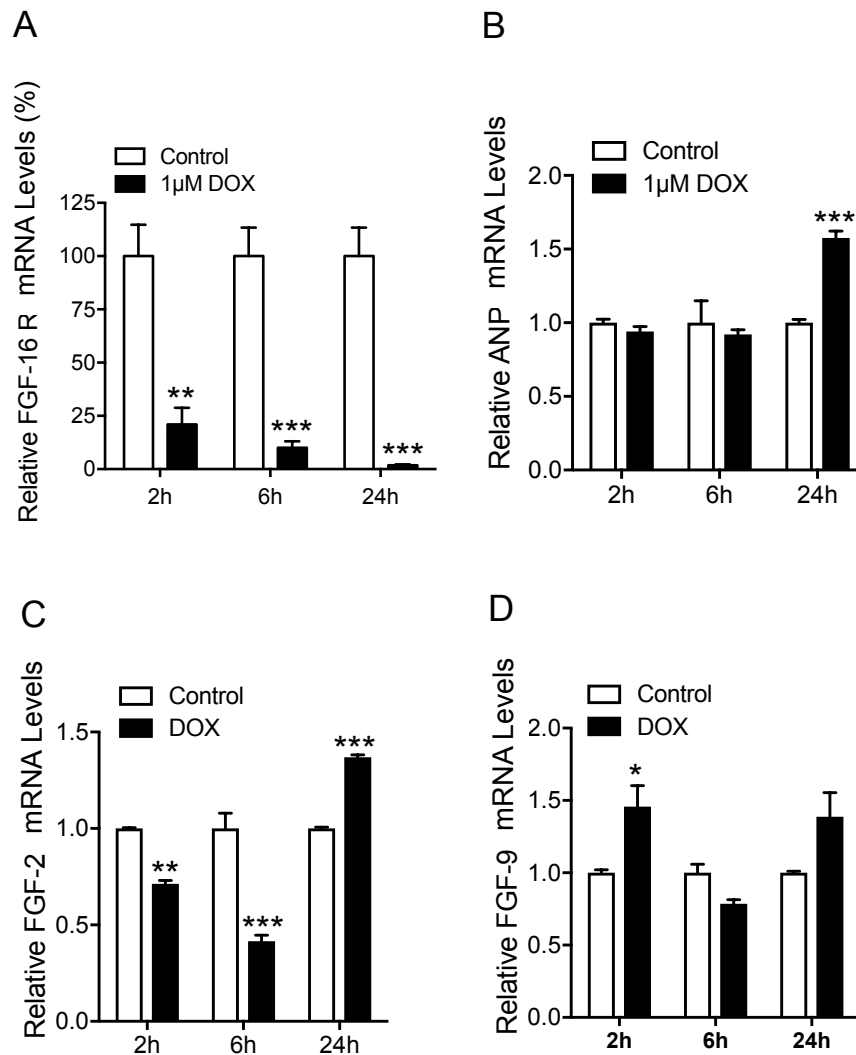 A
Relative FGF-16 R mRNA Levels (%)
Control
1µM DOX
125
100
75
50
25
0
**
***
***
2h 6h 24h
B
Relative ANP mRNA Levels
Control
1µM DOX
2.0
1.5
1.0
0.5
0.0
***
2h 6h 24h
C
Relative FGF-2 mRNA Levels
Control
DOX
1.5
1.0
0.5
0.0
**
***
***
2h 6h 24h
D
Relative FGF-9 mRNA Levels
Control
DOX
2.0
1.5
1.0
0.5
0.0
*
2h 6h 24h